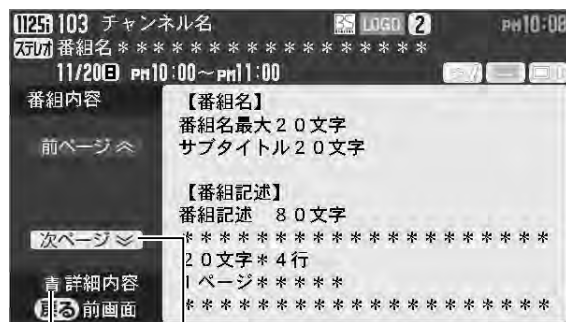 1125i 103 チャンネル名 BS LOGO 2 PM10:08
ステレオ 番組名******************
11/20日 PM10:00~PM11:00
番組内容
前ページ
次ページ
青 詳細内容
戻る 前画面
【番組名】
番組名最大20文字
サブタイトル20文字
【番組記述】
番組記述 80文字
********************
20文字*4行
1ページ*****
********************